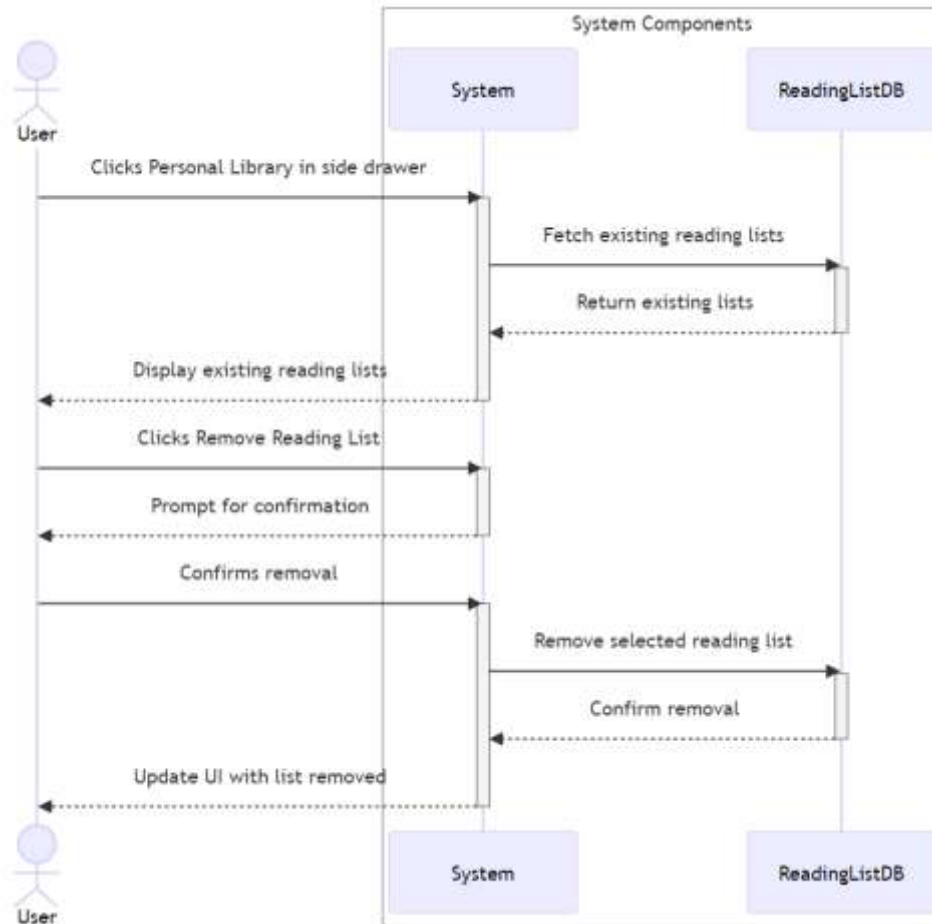 System Components
System
ReadingListDB
User
Clicks Personal Library in side drawer
Fetch existing reading lists
Return existing lists
Display existing reading lists
Clicks Remove Reading List
Prompt for confirmation
Confirms removal
Remove selected reading list
Confirm removal
Update UI with list removed
System
ReadingListDB
User